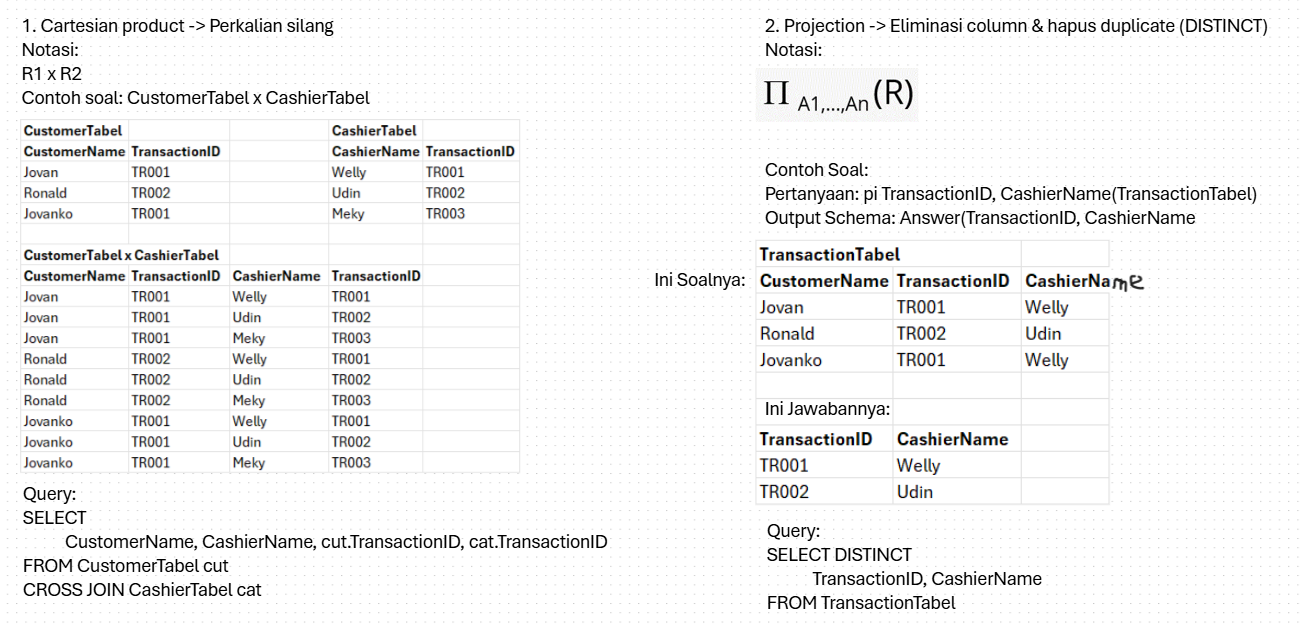 1. Cartesian product -> Perkalian silang
Notasi:
R1 x R2
Contoh soal: CustomerTabel x CashierTabel
CustomerTabel CashierTabel
CustomerName TransactionID CashierName TransactionID
Jovan TR001 Welly TR001
Ronald TR002 Udin TR002
Jovanko TR001 Meky TR003
CustomerTabel x CashierTabel
CustomerName TransactionID CashierName TransactionID
Jovan TR001 Welly TR001
Jovan TR001 Udin TR002
Jovan TR001 Meky TR003
Ronald TR002 Welly TR001
Ronald TR002 Udin TR002
Ronald TR002 Meky TR003
Jovanko TR001 Welly TR001
Jovanko TR001 Udin TR002
Jovanko TR001 Meky TR003
Query:
SELECT
CustomerName, CashierName, cut.TransactionID, cat.TransactionID
FROM CustomerTabel cut
CROSS JOIN CashierTabel cat
2. Projection -> Eliminasi column & hapus duplicate (DISTINCT)
Notasi:
Π A1,...,An (R)
Contoh Soal:
Pertanyaan: pi TransactionID, CashierName(TransactionTabel)
Output Schema: Answer(TransactionID, CashierName
Ini Soalnya:
TransactionTabel
CustomerName TransactionID CashierName
Jovan TR001 Welly
Ronald TR002 Udin
Jovanko TR001 Welly
Ini Jawabannya:
TransactionID CashierName
TR001 Welly
TR002 Udin
Query:
SELECT DISTINCT
TransactionID, CashierName
FROM TransactionTabel